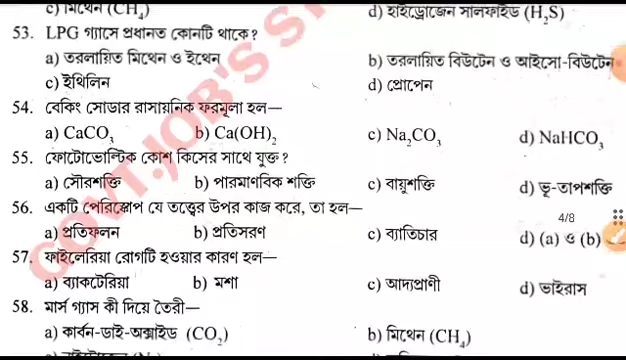 c) মিথেন (CH₄) d) হাইড্রোজেন সালফাইড (H₂S)
53. LPG গ্যাসে প্রধানত কোনটি থাকে?
a) তরলায়িত মিথেন ও ইথেন b) তরলায়িত বিউটেন ও আইসো-বিউটেন
c) ইথিলিন d) প্রোপেন
54. বেকিং সোডার রাসায়নিক ফরমূলা হল—
a) CaCO₃ b) Ca(OH)₂ c) Na₂CO₃ d) NaHCO₃
55. ফোটোভোল্টিক কোশ কিসের সাথে যুক্ত?
a) সৌরশক্তি b) পারমাণবিক শক্তি c) বায়ুশক্তি d) ভূ-তাপশক্তি
56. একটি পেরিস্কোপ যে তত্ত্বের উপর কাজ করে, তা হল—
4/8
a) প্রতিফলন b) প্রতিসরণ c) ব্যাতিচার d) (a) ও (b)
57. ফাইলেরিয়া রোগটি হওয়ার কারণ হল—
a) ব্যাকটেরিয়া b) মশা c) আদ্যপ্রাণী d) ভাইরাস
58. মার্স গ্যাস কী দিয়ে তৈরী—
a) কার্বন-ডাই-অক্সাইড (CO₂) b) মিথেন (CH₄)
GOVT.JOB'S S